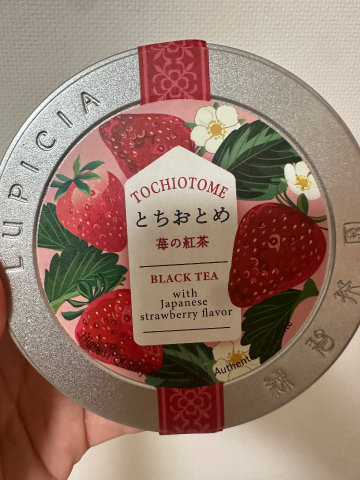 LUPICIA
TOCHIOTOME
とちおとめ
苺の紅茶
BLACK TEA
with
Japanese
strawberry flavor